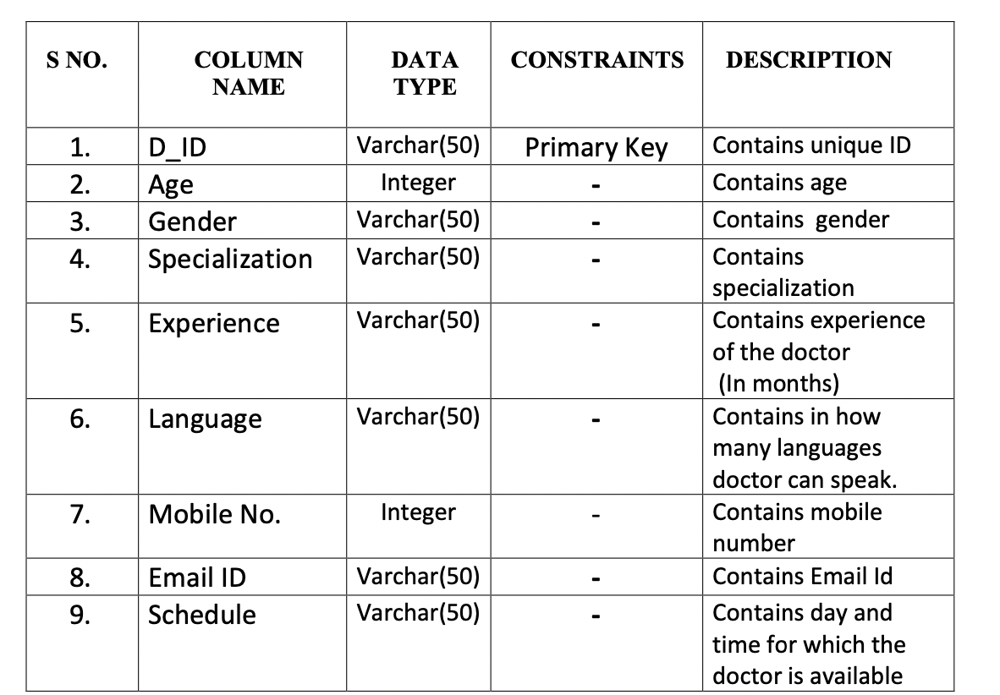 S NO. COLUMN NAME DATA TYPE CONSTRAINTS DESCRIPTION
1. D_ID Varchar(50) Primary Key Contains unique ID
2. Age Integer - Contains age
3. Gender Varchar(50) - Contains gender
4. Specialization Varchar(50) - Contains
specialization
5. Experience Varchar(50) - Contains experience
of the doctor
(In months)
6. Language Varchar(50) - Contains in how
many languages
doctor can speak.
7. Mobile No. Integer - Contains mobile
number
8. Email ID Varchar(50) - Contains Email Id
9. Schedule Varchar(50) - Contains day and
time for which the
doctor is available